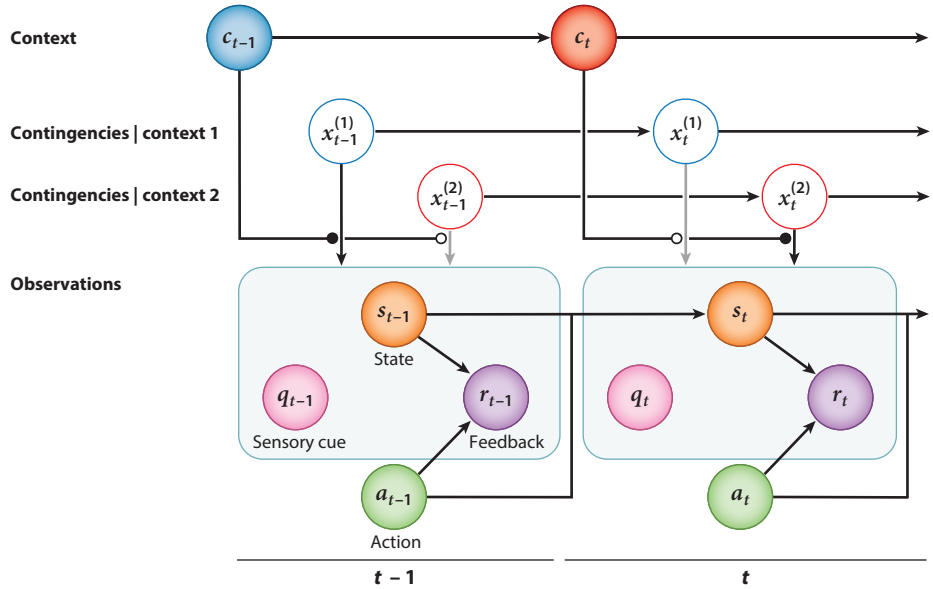 Context
c_{t–1}
c_t
Contingencies | context 1
x_{t–1}^{(1)}
x_t^{(1)}
Contingencies | context 2
x_{t–1}^{(2)}
x_t^{(2)}
Observations
s_{t–1}
s_t
State
q_{t–1}
r_{t–1}
q_t
r_t
Sensory cue
Feedback
a_{t–1}
a_t
Action
t – 1
t